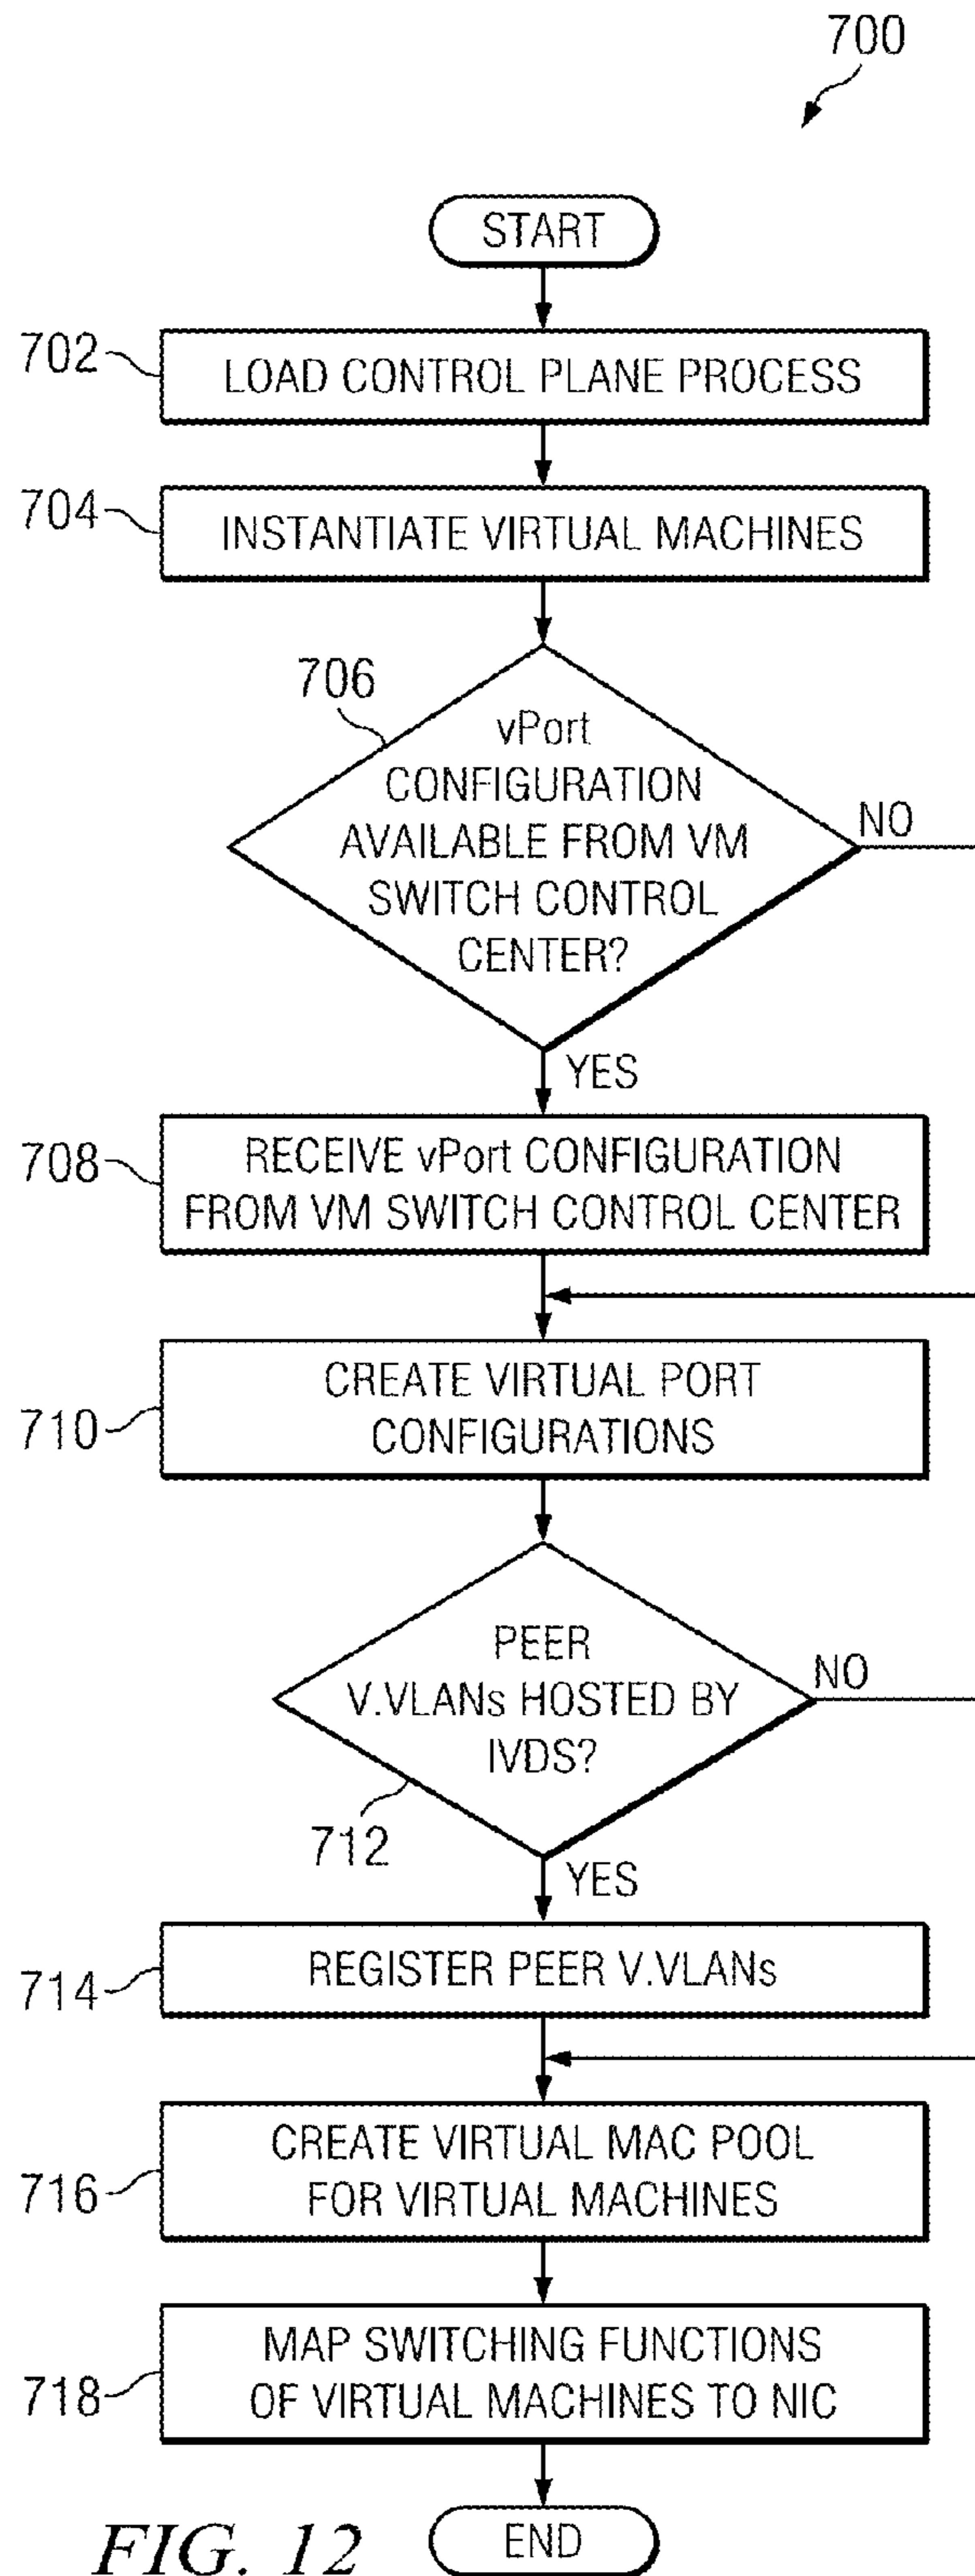 700
START
702
LOAD CONTROL PLANE PROCESS
704
INSTANTIATE VIRTUAL MACHINES
706
vPort
CONFIGURATION
AVAILABLE FROM VM
SWITCH CONTROL
CENTER?
NO
YES
708
RECEIVE vPort CONFIGURATION
FROM VM SWITCH CONTROL CENTER
710
CREATE VIRTUAL PORT
CONFIGURATIONS
PEER
V.VLANs HOSTED BY
IVDS?
NO
712
YES
714
REGISTER PEER V.VLANs
716
CREATE VIRTUAL MAC POOL
FOR VIRTUAL MACHINES
718
MAP SWITCHING FUNCTIONS
OF VIRTUAL MACHINES TO NIC
END
FIG. 12